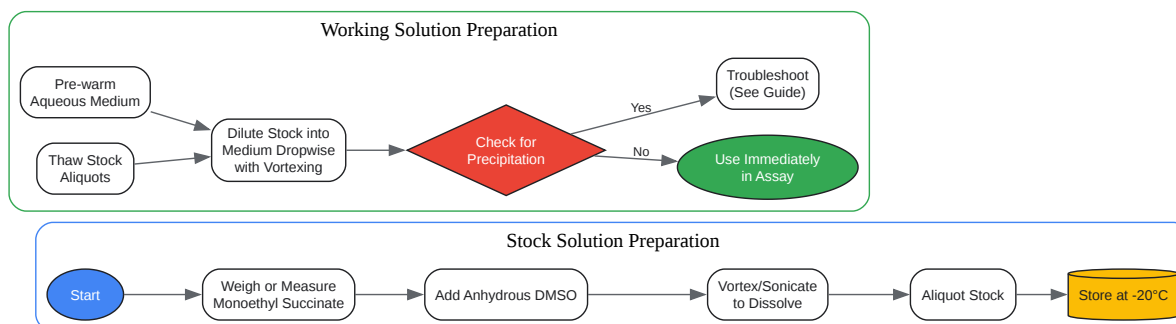 Working Solution Preparation
Pre-warm
Aqueous Medium
Thaw Stock
Aliquots
Dilute Stock into
Medium Dropwise
with Vortexing
Check for
Precipitation
Yes
No
Troubleshoot
(See Guide)
Use Immediately
in Assay
Stock Solution Preparation
Start
Weigh or Measure
Monoethyl Succinate
Add Anhydrous DMSO
Vortex/Sonicate
to Dissolve
Aliquot Stock
Store at -20°C